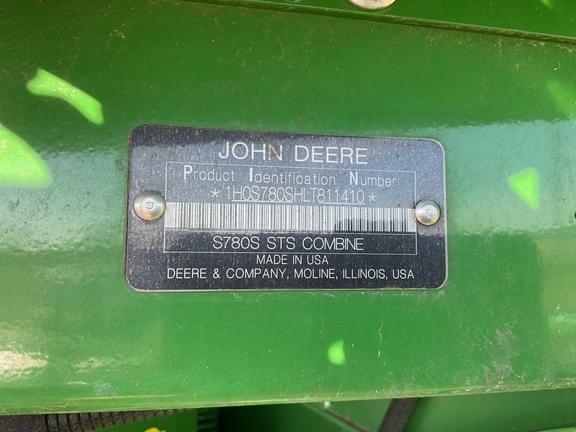 JOHN DEERE
Product Identification Number
*1H0S780SHLT811410*
S780S STS COMBINE
MADE IN USA
DEERE & COMPANY, MOLINE, ILLINOIS, USA